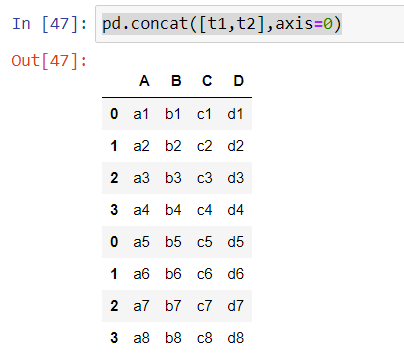 In [47]: pd.concat([t1,t2],axis=0)
Out[47]:
A B C D
0 a1 b1 c1 d1
1 a2 b2 c2 d2
2 a3 b3 c3 d3
3 a4 b4 c4 d4
0 a5 b5 c5 d5
1 a6 b6 c6 d6
2 a7 b7 c7 d7
3 a8 b8 c8 d8